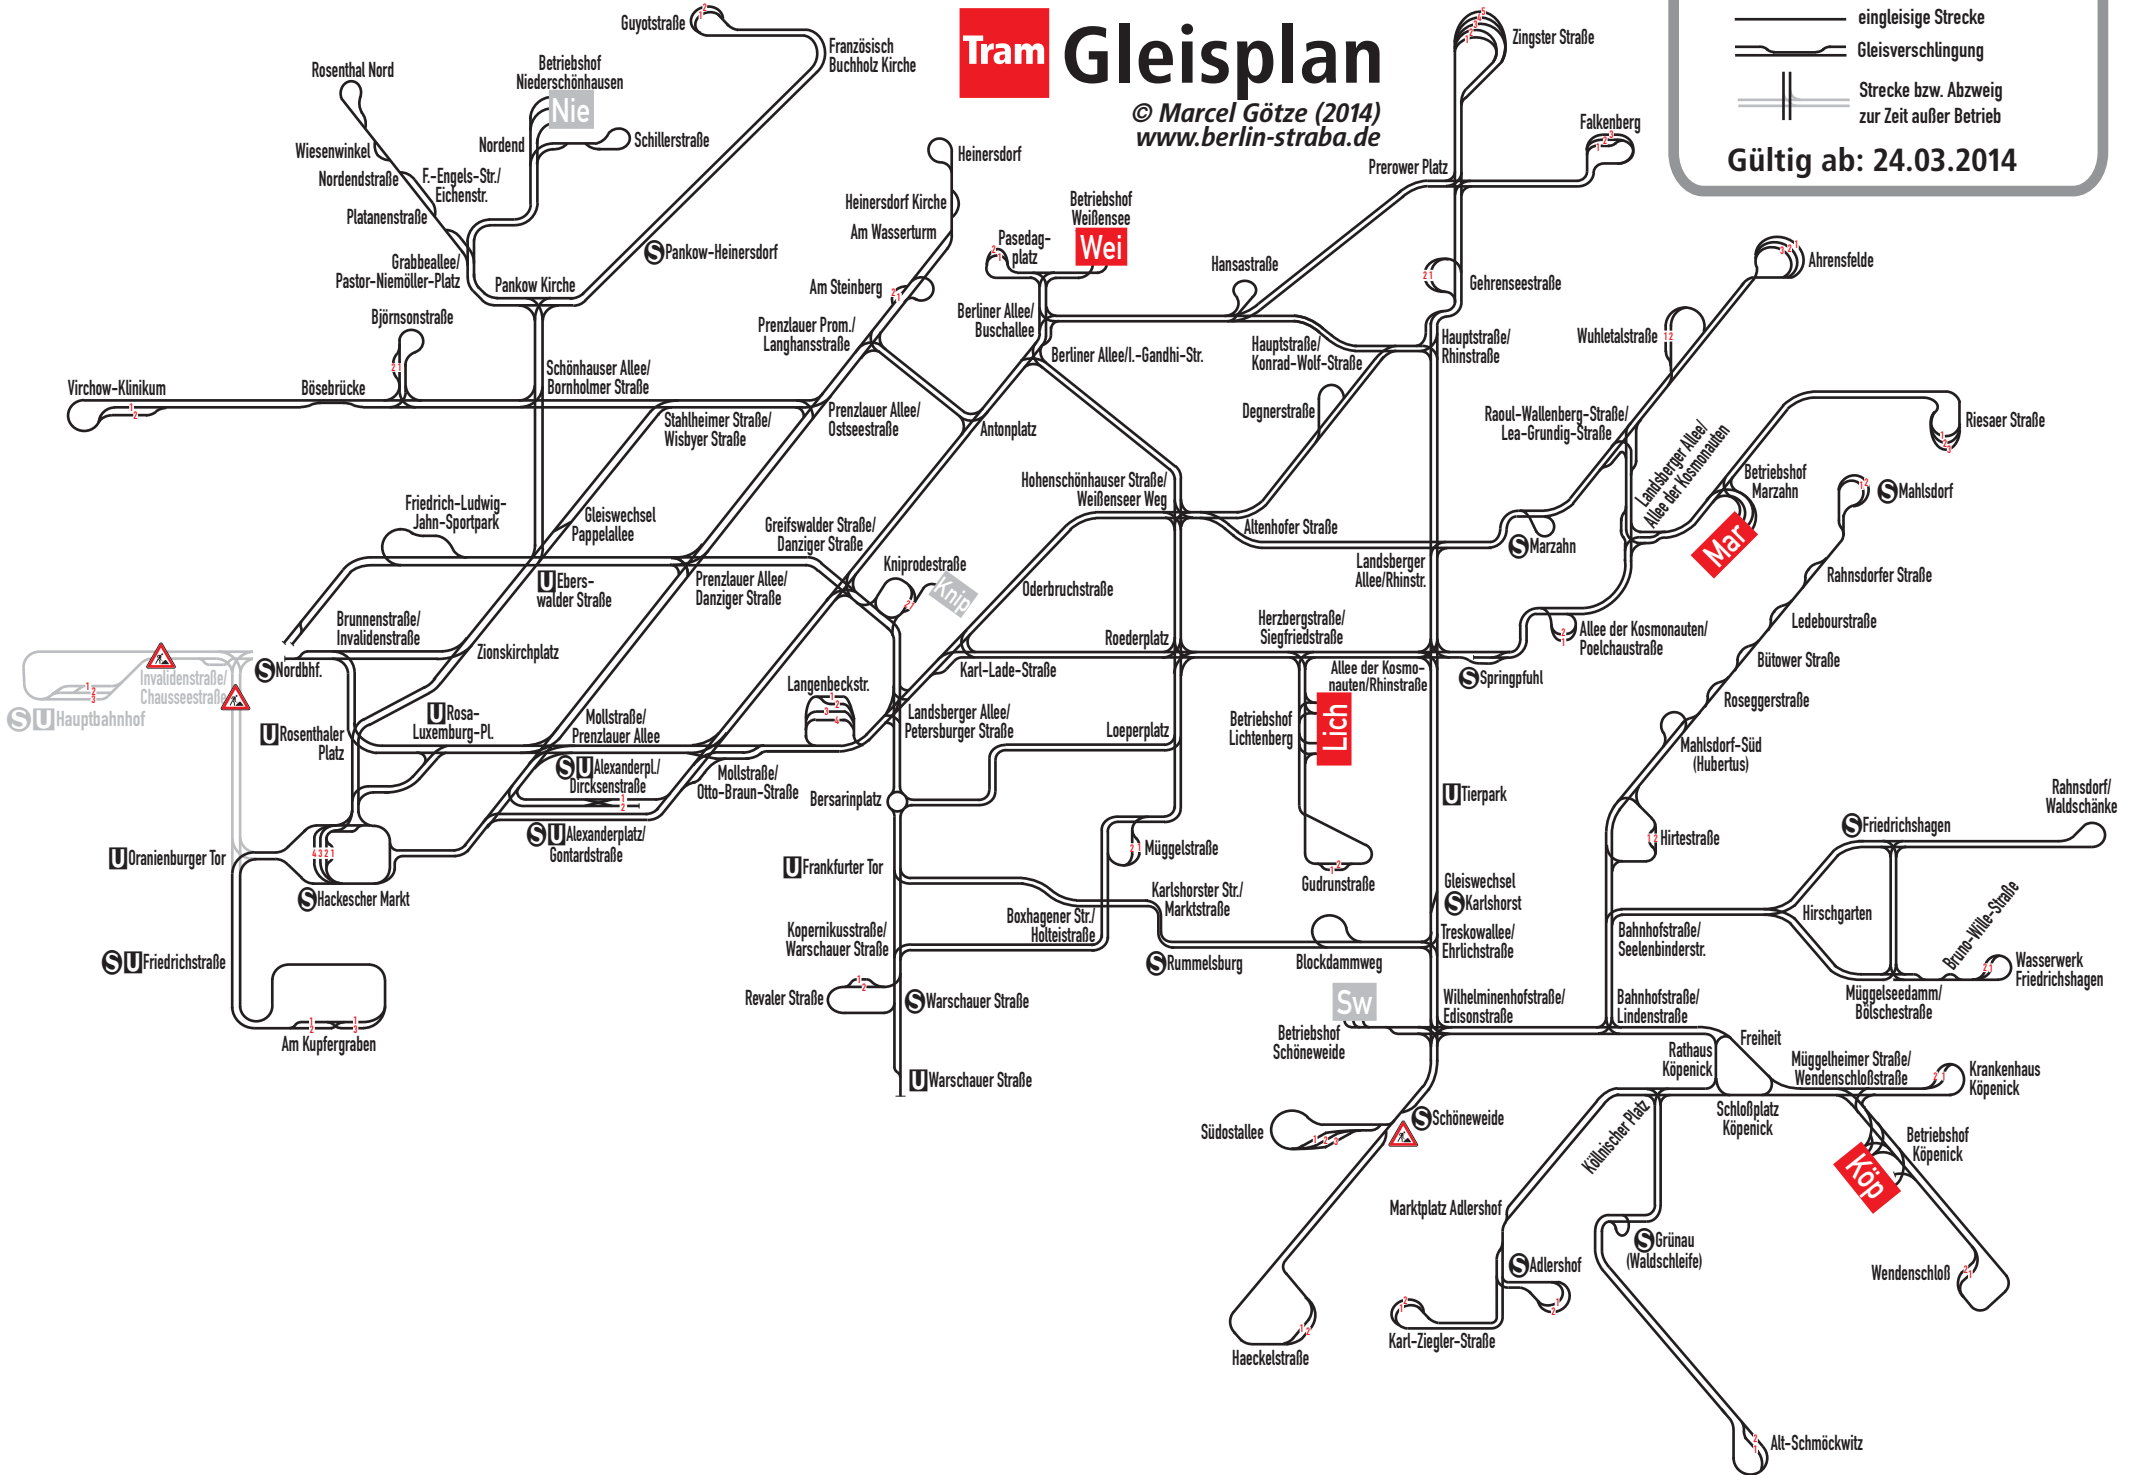 Tram Gleisplan
© Marcel Götze (2014)
www.berlin-straba.de
eingleisige Strecke
Gleisverschlingung
Strecke bzw. Abzweig
zur Zeit außer Betrieb
Gültig ab: 24.03.2014
Guyotstraße
Französisch
Buchholz Kirche
Zingster Straße
Rosenthal Nord
Betriebshof
Niederschönhausen
Nie
Falkenberg
Schillerstraße
Nordend
Wiesenwinkel
Nordendstraße
F.-Engels-Str./
Eichenstr.
Platanenstraße
Heinersdorf
Prerower Platz
Heinersdorf Kirche
Am Wasserturm
Betriebshof
Weißensee
Wei
Pasedag-
platz
S Pankow-Heinersdorf
Grabbeallee/
Pastor-Niemöller-Platz
Pankow Kirche
Am Steinberg
Hansastraße
Gehrenseestraße
Ahrensfelde
Björnsonstraße
Prenzlauer Prom./
Langhansstraße
Berliner Allee/
Buschallee
Berliner Allee/I.-Gandhi-Str.
Hauptstraße/
Konrad-Wolf-Straße
Hauptstraße/
Rhinstraße
Wuhletalstraße
Virchow-Klinikum
Bösebrücke
Schönhauser Allee/
Bornholmer Straße
Stahlheimer Straße/
Wisbyer Straße
Prenzlauer Allee/
Ostseestraße
Antonplatz
Degnerstraße
Raoul-Wallenberg-Straße/
Lea-Grundig-Straße
Landsberger Allee/
Allee der Kosmonauten
Riesaer Straße
Betriebshof
Marzahn
Mar
S Mahlsdorf
Hohenschönhauser Straße/
Weißenseer Weg
Friedrich-Ludwig-
Jahn-Sportpark
Gleiswechsel
Pappelallee
Greifswalder Straße/
Danziger Straße
Altenhofer Straße
S Marzahn
Kniprodestraße
Knip
Landsberger
Allee/Rhinstr.
Oderbruchstraße
U Ebers-
walder Straße
Prenzlauer Allee/
Danziger Straße
Rahnsdorfer Straße
Ledebourstraße
Bütower Straße
Roseggerstraße
Mahlsdorf-Süd
(Hubertus)
Brunnenstraße/
Invalidenstraße
Zionskirchplatz
Roederplatz
Herzbergstraße/
Siegfriedstraße
Allee der Kosmonauten/
Poelchaustraße
S Nordbhf.
Invalidenstraße/
Chausseestraße
S U Hauptbahnhof
Karl-Lade-Straße
Allee der Kosmo-
nauten/Rhinstraße
S Springpfuhl
Langenbeckstr.
U Rosa-
Luxemburg-Pl.
Mollstraße/
Prenzlauer Allee
Landsberger Allee/
Petersburger Straße
Loeperplatz
Betriebshof
Lichtenberg
Lich
U Rosenthaler
Platz
S U Alexanderpl./
Dircksenstraße
Mollstraße/
Otto-Braun-Straße
Bersarinplatz
U Tierpark
Rahnsdorf/
Waldschänke
S U Alexanderplatz/
Gontardstraße
Müggelstraße
Hirtestraße
S Friedrichshagen
U Oranienburger Tor
S Hackescher Markt
U Frankfurter Tor
Karlshorster Str./
Marktstraße
Gudrunstraße
Gleiswechsel
S Karlshorst
Hirschgarten
Bruno-Wille-Straße
Kopernikusstraße/
Warschauer Straße
Boxhagener Str./
Holteistraße
Treskowallee/
Ehrlichstraße
Bahnhofstraße/
Seelenbinderstr.
S U Friedrichstraße
S Rummelsburg
Blockdammweg
Wasserwerk
Friedrichshagen
Revaler Straße
S Warschauer Straße
Sw
Betriebshof
Schöneweide
Wilhelminenhofstraße/
Edisonstraße
Bahnhofstraße/
Lindenstraße
Müggelseedamm/
Bölschestraße
Am Kupfergraben
U Warschauer Straße
Rathaus
Köpenick
Freiheit
Müggelheimer Straße/
Wendenschloßstraße
Krankenhaus
Köpenick
Südostallee
S Schöneweide
Köllnischer Platz
Schloßplatz
Köpenick
Betriebshof
Köpenick
Köp
Marktplatz Adlershof
S Grünau
(Waldschleife)
S Adlershof
Wendenschloß
Karl-Ziegler-Straße
Haeckelstraße
Alt-Schmöckwitz